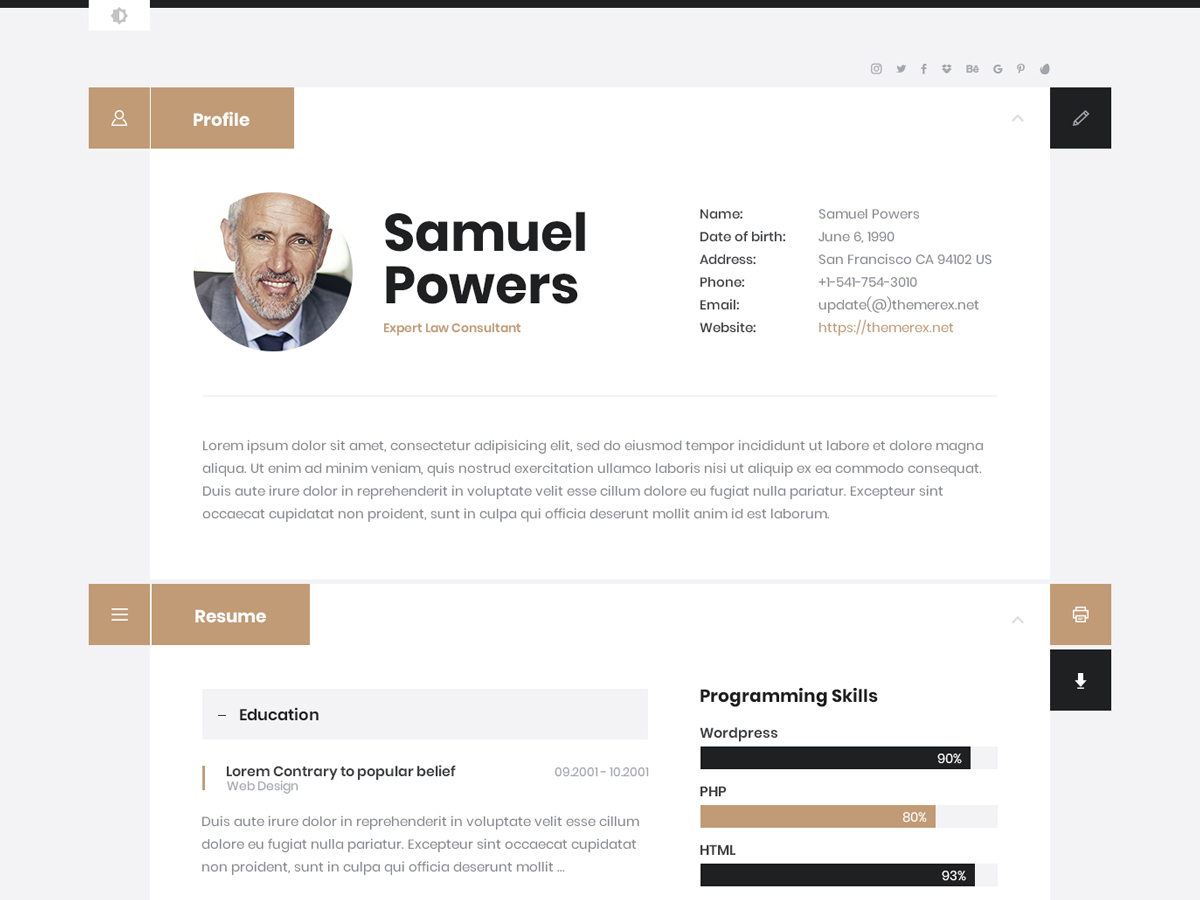 Profile
Samuel
Powers
Expert Law Consultant
Name: Samuel Powers
Date of birth: June 6, 1990
Address: San Francisco CA 94102 US
Phone: +1-541-754-3010
Email: update(@)themerex.net
Website: https://themerex.net
Lorem ipsum dolor sit amet, consectetur adipisicing elit, sed do eiusmod tempor incididunt ut labore et dolore magna
aliqua. Ut enim ad minim veniam, quis nostrud exercitation ullamco laboris nisi ut aliquip ex ea commodo consequat.
Duis aute irure dolor in reprehenderit in voluptate velit esse cillum dolore eu fugiat nulla pariatur. Excepteur sint
occaecat cupidatat non proident, sunt in culpa qui officia deserunt mollit anim id est laborum.
Resume
– Education
Lorem Contrary to popular belief 09.2001 - 10.2001
Web Design
Duis aute irure dolor in reprehenderit in voluptate velit esse cillum
dolore eu fugiat nulla pariatur. Excepteur sint occaecat cupidatat
non proident, sunt in culpa qui officia deserunt mollit ...
Programming Skills
Wordpress
90%
PHP
80%
HTML
93%